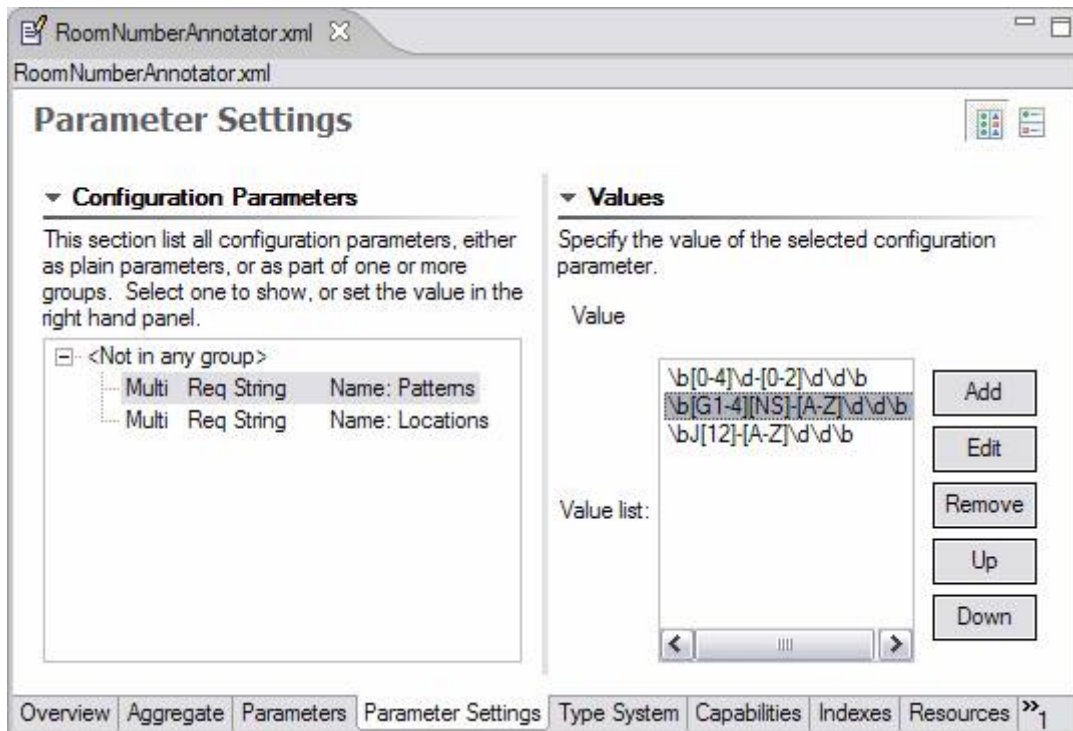 RoomNumberAnnotator.xml
RoomNumberAnnotator.xml
Parameter Settings
Configuration Parameters
This section list all configuration parameters, either
as plain parameters, or as part of one or more
groups. Select one to show, or set the value in the
right hand panel.
<Not in any group>
Multi Req String Name: Patterns
Multi Req String Name: Locations
Values
Specify the value of the selected configuration
parameter.
Value
Value list:
\b[0-4]\d-[0-2]\d\d\b
\b[G1-4][NS]-[A-Z]\d\d\b
\bJ[12]-[A-Z]\d\d\b
Add
Edit
Remove
Up
Down
Overview Aggregate Parameters Parameter Settings Type System Capabilities Indexes Resources »1